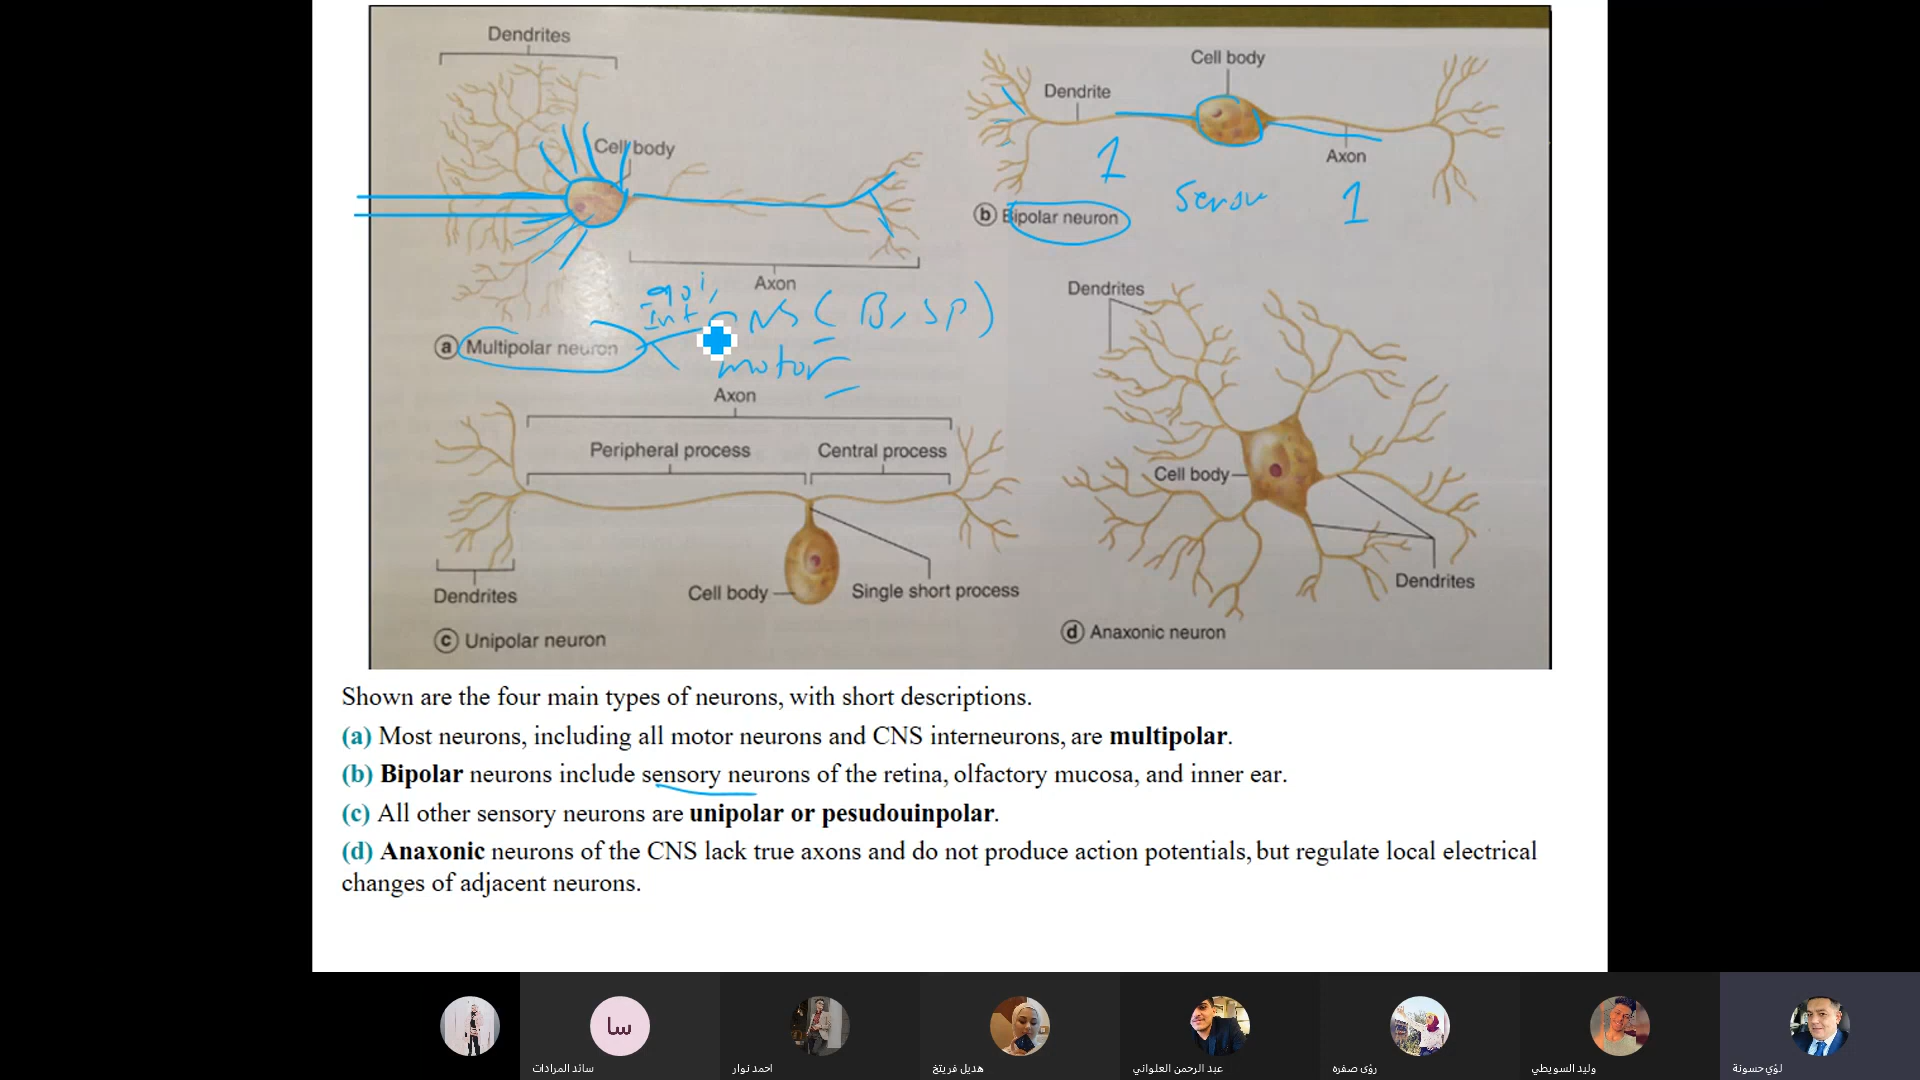 Dendrites
Cell body
Axon
a Multipolar neuron
CNS ( B, SP )
motor
Cell body
Dendrite
Axon
1
1
b Bipolar neuron
Axon
Peripheral process
Central process
Dendrites
Cell body
Single short process
c Unipolar neuron
Dendrites
Cell body
Dendrites
d Anaxonic neuron
Shown are the four main types of neurons, with short descriptions.
(a) Most neurons, including all motor neurons and CNS interneurons, are multipolar.
(b) Bipolar neurons include sensory neurons of the retina, olfactory mucosa, and inner ear.
(c) All other sensory neurons are unipolar or pesudouinpolar.
(d) Anaxonic neurons of the CNS lack true axons and do not produce action potentials, but regulate local electrical
changes of adjacent neurons.
سا
سائد المرادات
احمد نوار
هديل فريتخ
عبد الرحمن العلواني
رؤى صفره
وليد السويطي
لؤي حسونة